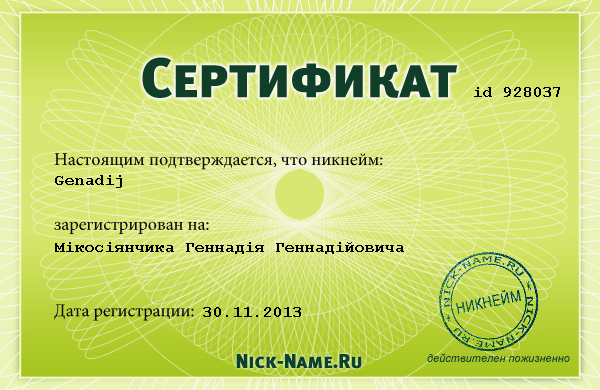 Сертификат
id 928037
Настоящим подтверждается, что никнейм:
Genadij
зарегистрирован на:
Мікосіянчика Геннадія Геннадійовича
Дата регистрации: 30.11.2013
* NICK-NAME.RU * NICK-NAME.RU
НИКНЕЙМ
Nick-Name.Ru
действителен пожизненно